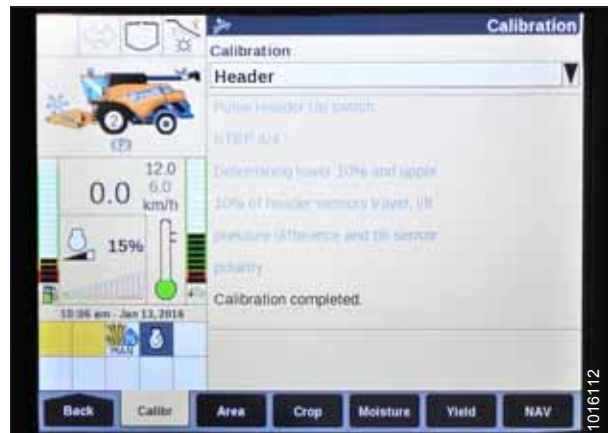 Calibration
Calibration
Header
Pulse Header Up switch.
STEP 4/4
Determining lower 10% and upper
10% of header sensors travel, lift
pressure difference and tilt sensor
polarity
Calibration completed.
2
(P)
12.0
0.0
6.0
km/h
15%
10:06 am - Jan 13, 2016
MAN
Back
Calibr
Area
Crop
Moisture
Yield
NAV
1016112